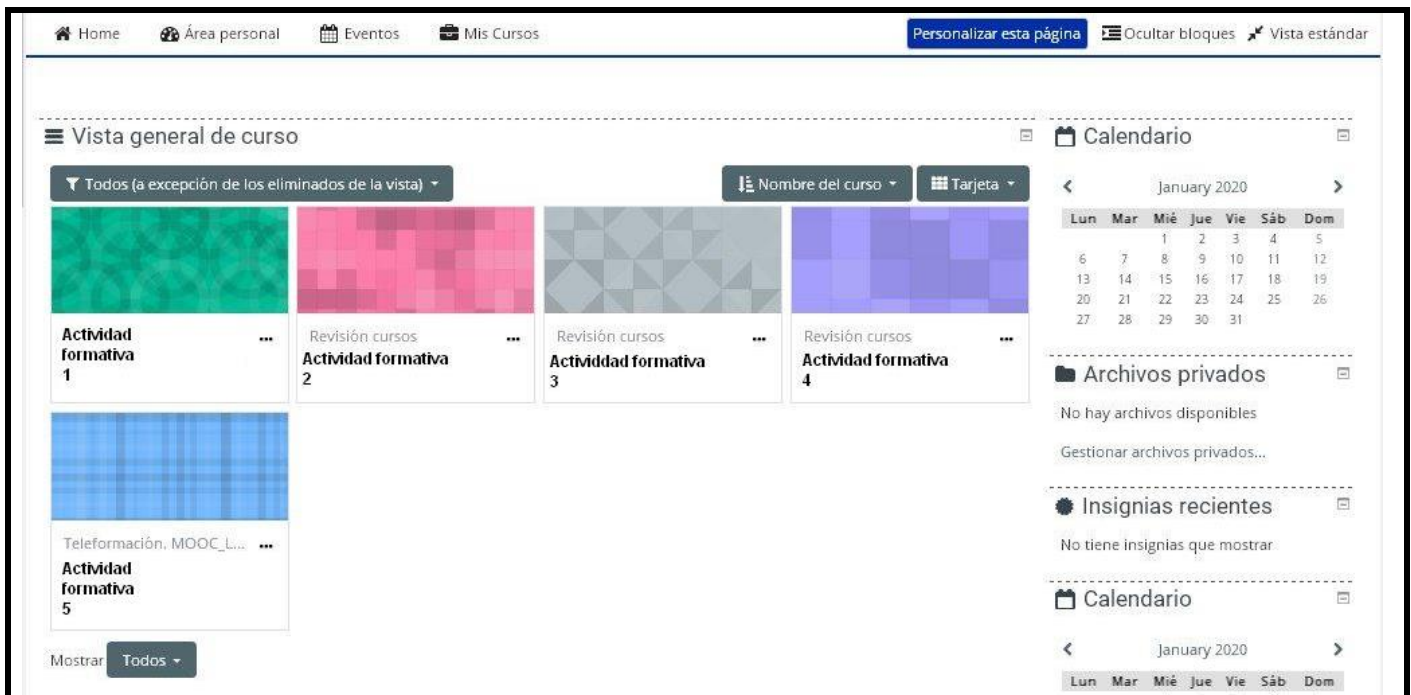 Home Área personal Eventos Mis Cursos Personalizar esta página Ocultar bloques Vista estándar
Vista general de curso
Todos (a excepción de los eliminados de la vista) Nombre del curso Tarjeta
Actividad
formativa
1
...
Revisión cursos ...
Actividad formativa
2
Revisión cursos ...
Actividdad formativa
3
Revisión cursos ...
Actividad formativa
4
Teleformación. MOOC_L... ...
Actividad
formativa
5
Mostrar Todos
Calendario
January 2020
Lun Mar Mié Jue Vie Sáb Dom
1 2 3 4 5
6 7 8 9 10 11 12
13 14 15 16 17 18 19
20 21 22 23 24 25 26
27 28 29 30 31
Archivos privados
No hay archivos disponibles
Gestionar archivos privados...
Insignias recientes
No tiene insignias que mostrar
Calendario
January 2020
Lun Mar Mié Jue Vie Sáb Dom